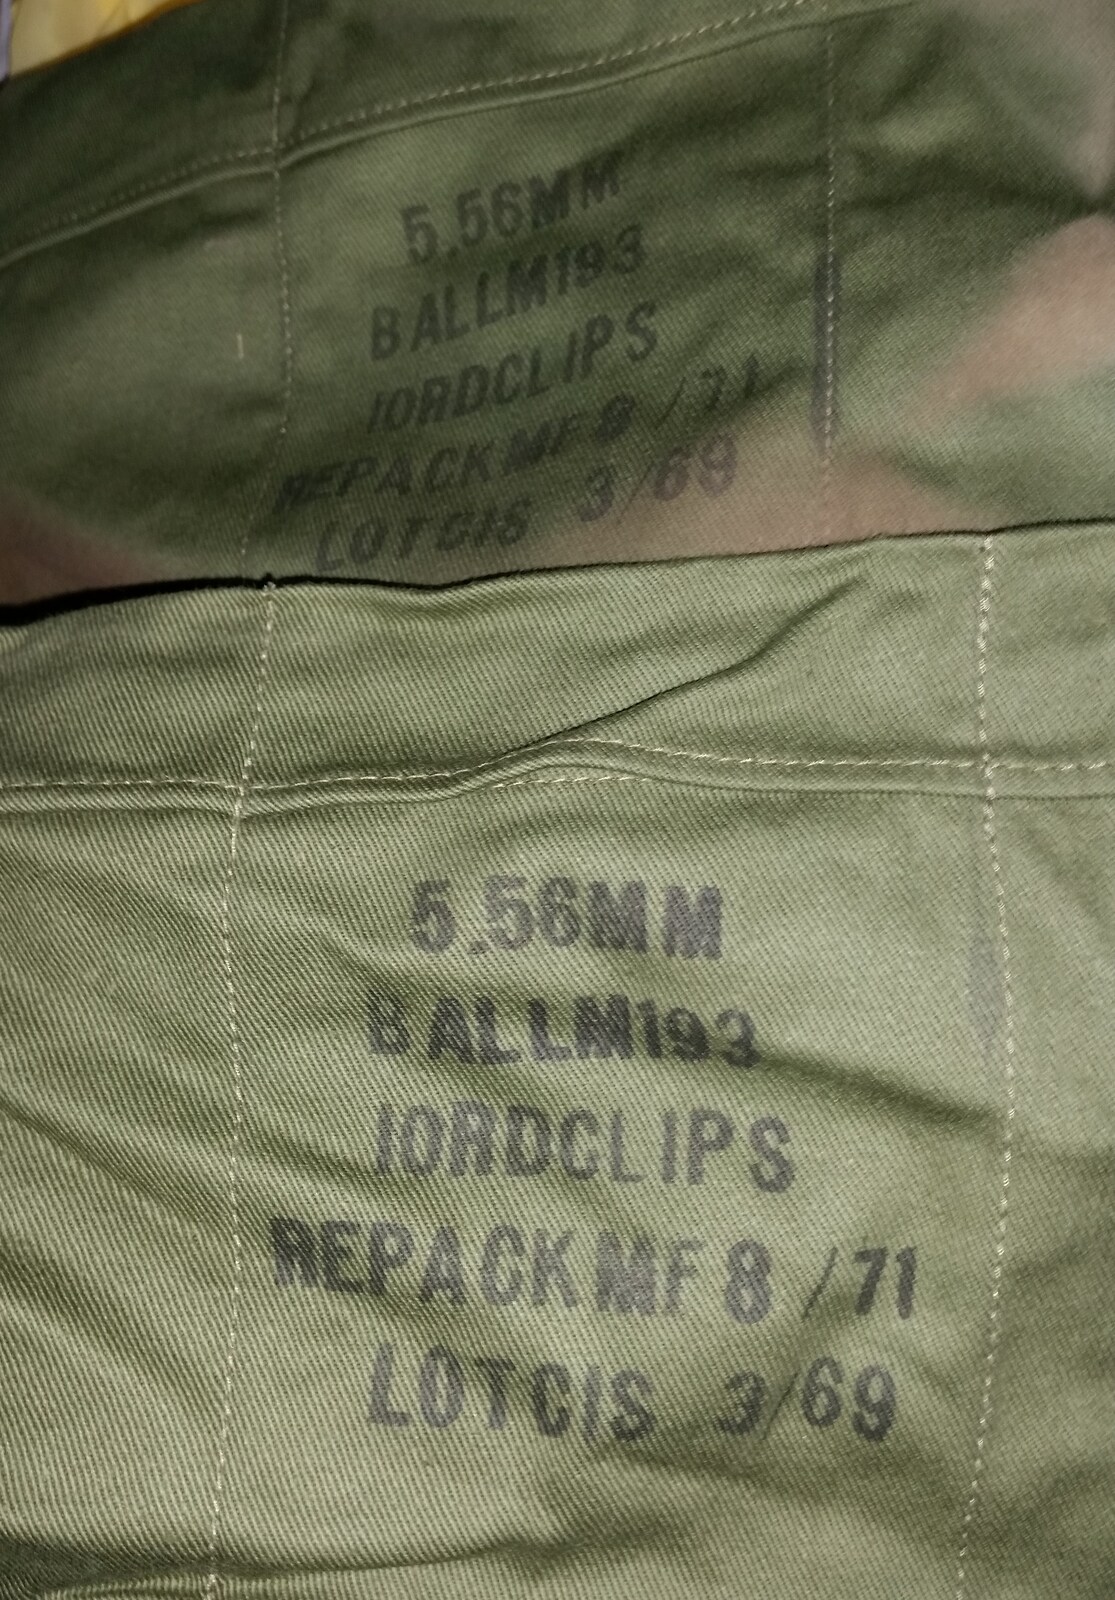 5.56MM
BALLM193
10RDCLIPS
REPACKMF8/71
LOTCIS 3/69
5.56MM
BALLM193
10RDCLIPS
REPACKMF8/71
LOTCIS 3/69